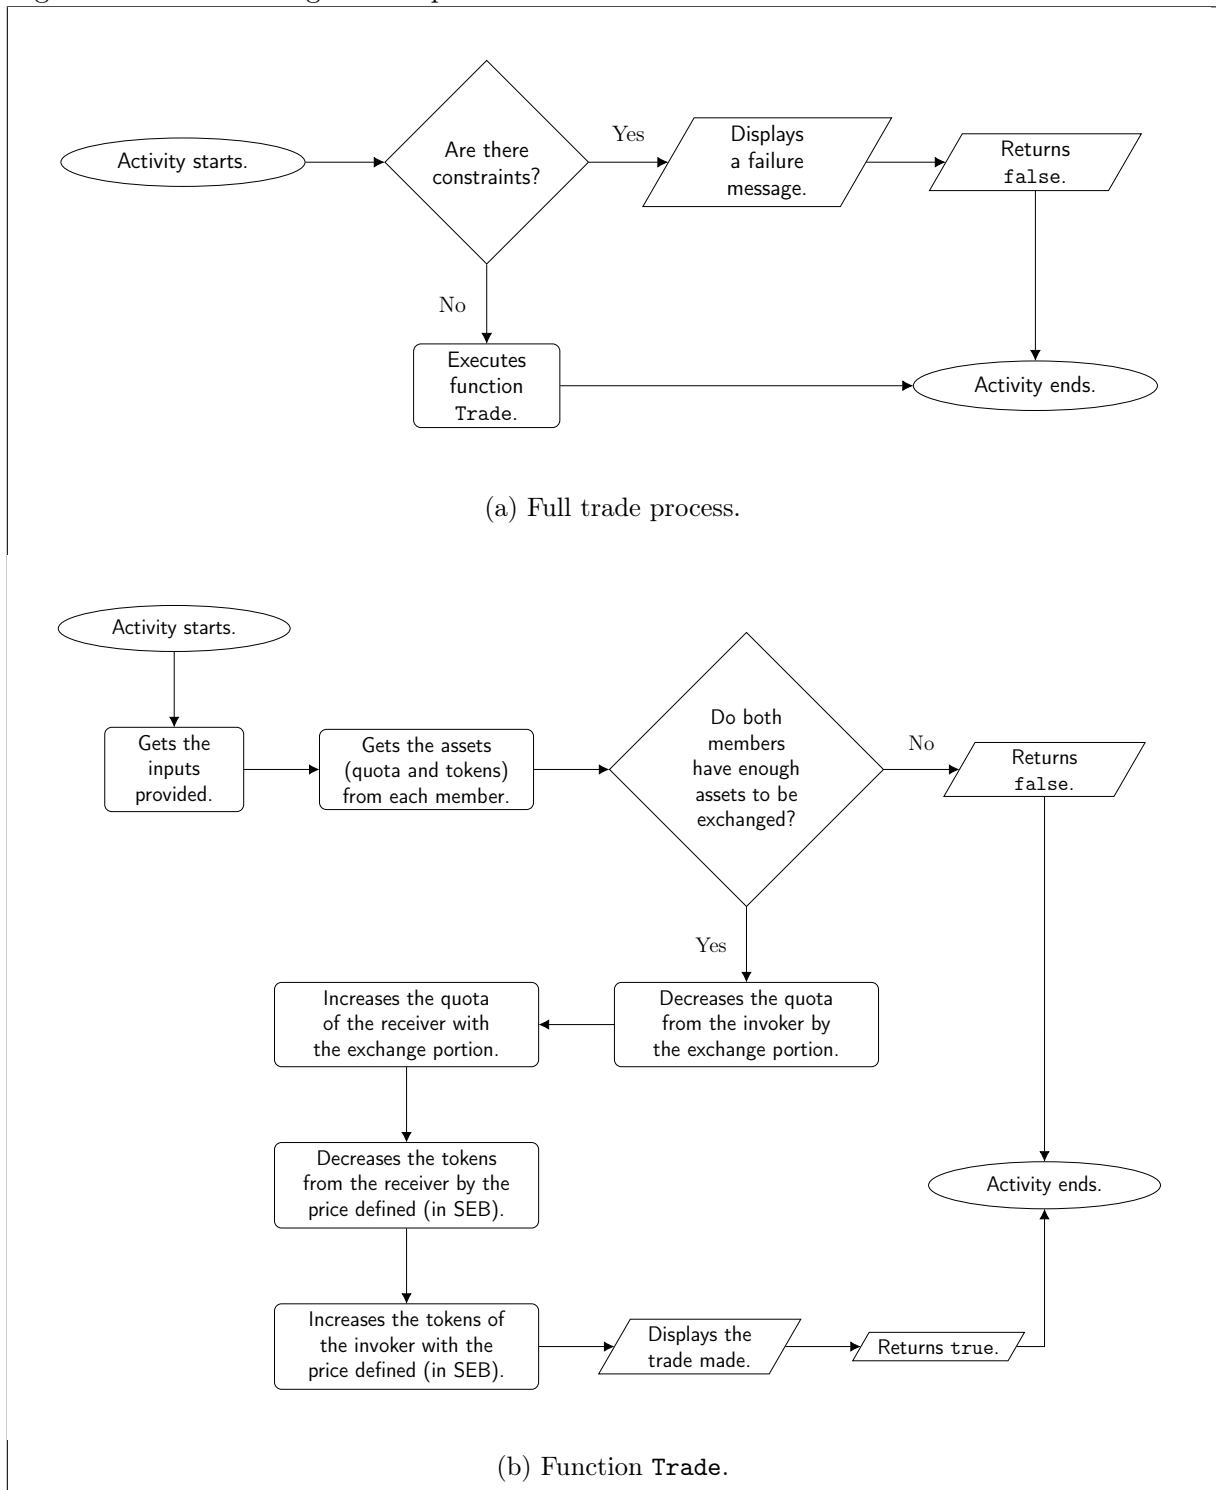 Activity starts.
Are there
constraints?
Yes
Displays
a failure
message.
Returns
false.
No
Executes
function
Trade.
Activity ends.
(a) Full trade process.
Activity starts.
Gets the
inputs
provided.
Gets the assets
(quota and tokens)
from each member.
Do both
members
have enough
assets to be
exchanged?
No
Returns
false.
Yes
Decreases the quota
from the invoker by
the exchange portion.
Increases the quota
of the receiver with
the exchange portion.
Decreases the tokens
from the receiver by the
price defined (in SEB).
Activity ends.
Increases the tokens of
the invoker with the
price defined (in SEB).
Displays the
trade made.
Returns true.
(b) Function Trade.